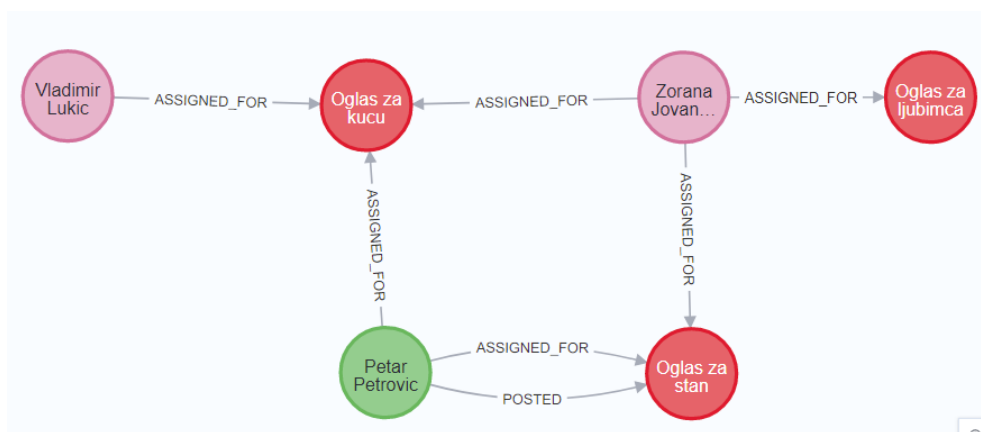 Vladimir
Lukic
ASSIGNED_FOR
Oglas za
kucu
ASSIGNED_FOR
Zorana
Jovan...
ASSIGNED_FOR
Oglas za
ljubimca
ASSIGNED_FOR
ASSIGNED_FOR
Petar
Petrovic
ASSIGNED_FOR
POSTED
Oglas za
stan